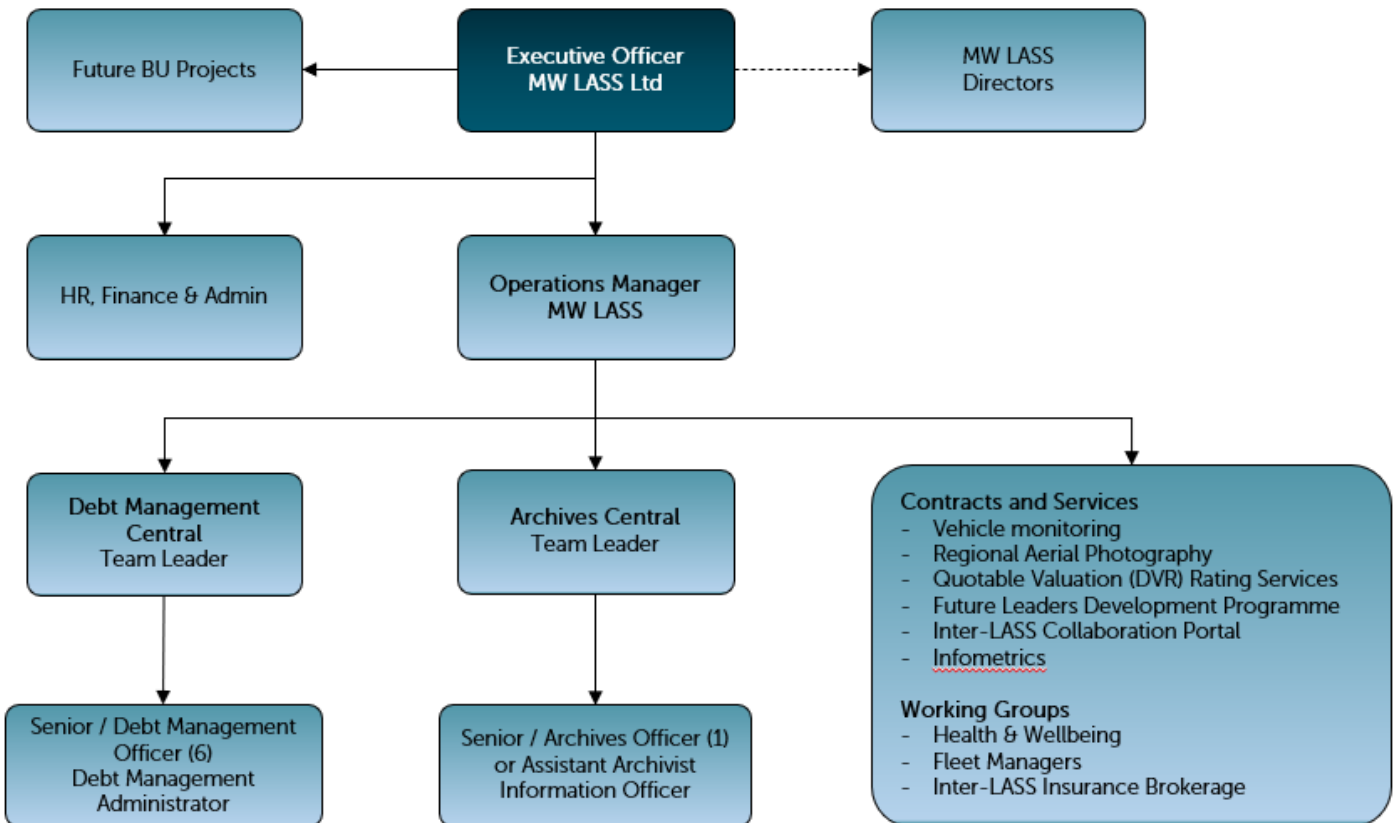 Future BU Projects
Executive Officer
MW LASS Ltd
MW LASS
Directors
HR, Finance & Admin
Operations Manager
MW LASS
Debt Management
Central
Team Leader
Archives Central
Team Leader
Contracts and Services
- Vehicle monitoring
- Regional Aerial Photography
- Quotable Valuation (DVR) Rating Services
- Future Leaders Development Programme
- Inter-LASS Collaboration Portal
- Infometrics
Working Groups
- Health & Wellbeing
- Fleet Managers
- Inter-LASS Insurance Brokerage
Senior / Debt Management
Officer (6)
Debt Management
Administrator
Senior / Archives Officer (1)
or Assistant Archivist
Information Officer